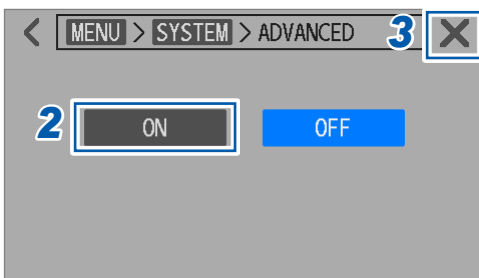 < MENU > SYSTEM > ADVANCED 3 X
2 ON OFF